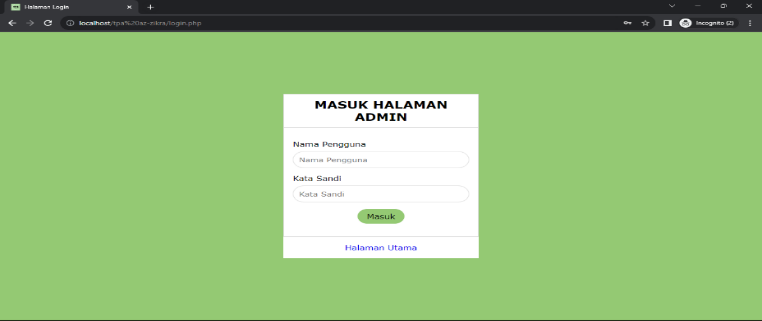 Halaman Login
localhost/tpa%20az-zikra/login.php
Incognito (2)
MASUK HALAMAN
ADMIN
Nama Pengguna
Nama Pengguna
Kata Sandi
Kata Sandi
Masuk
Halaman Utama